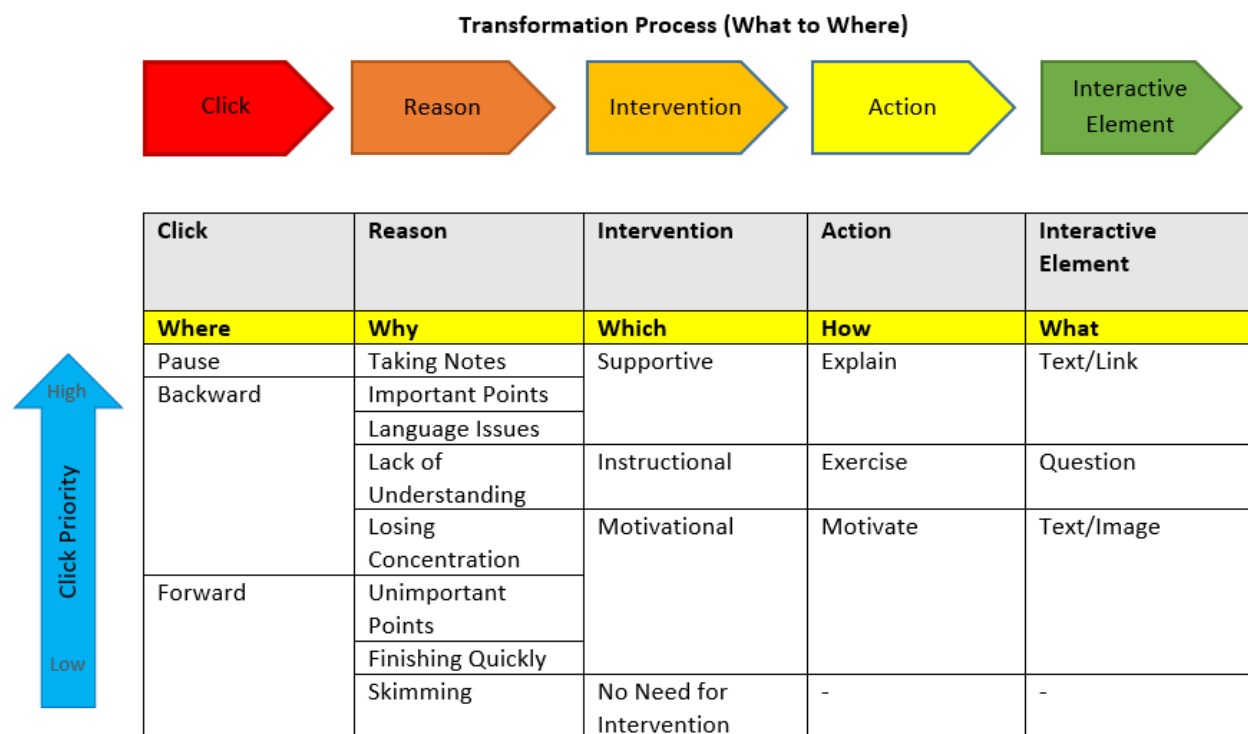 Transformation Process (What to Where)
Click
Reason
Intervention
Action
Interactive
Element
Click
Reason
Intervention
Action
Interactive
Element
Where
Why
Which
How
What
Pause
Taking Notes
Supportive
Explain
Text/Link
Backward
Important Points
Language Issues
Lack of
Understanding
Instructional
Exercise
Question
Losing
Concentration
Motivational
Motivate
Text/Image
Forward
Unimportant
Points
Finishing Quickly
Skimming
No Need for
Intervention
-
-
High
Click Priority
Low